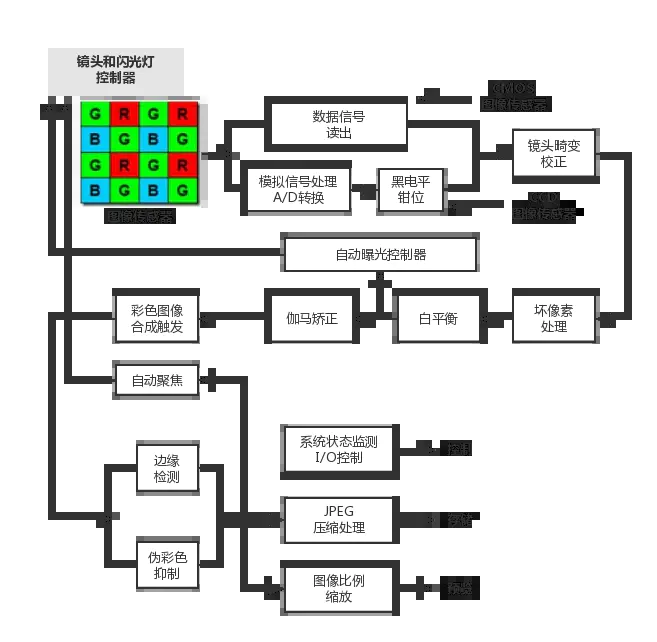 镜头和闪光灯
控制器
G R G R
B G B G
G R G R
B G B G
图像传感器
数据信号
读出
CMOS
图像传感器
模拟信号处理
A/D转换
黑电平
钳位
图像传感器
镜头畸变
校正
自动曝光控制器
彩色图像
合成触发
伽马矫正
白平衡
坏像素
处理
自动聚焦
系统状态监测
I/O控制
控制
边缘
检测
JPEG
压缩处理
伪彩色
抑制
图像比例
缩放
预览